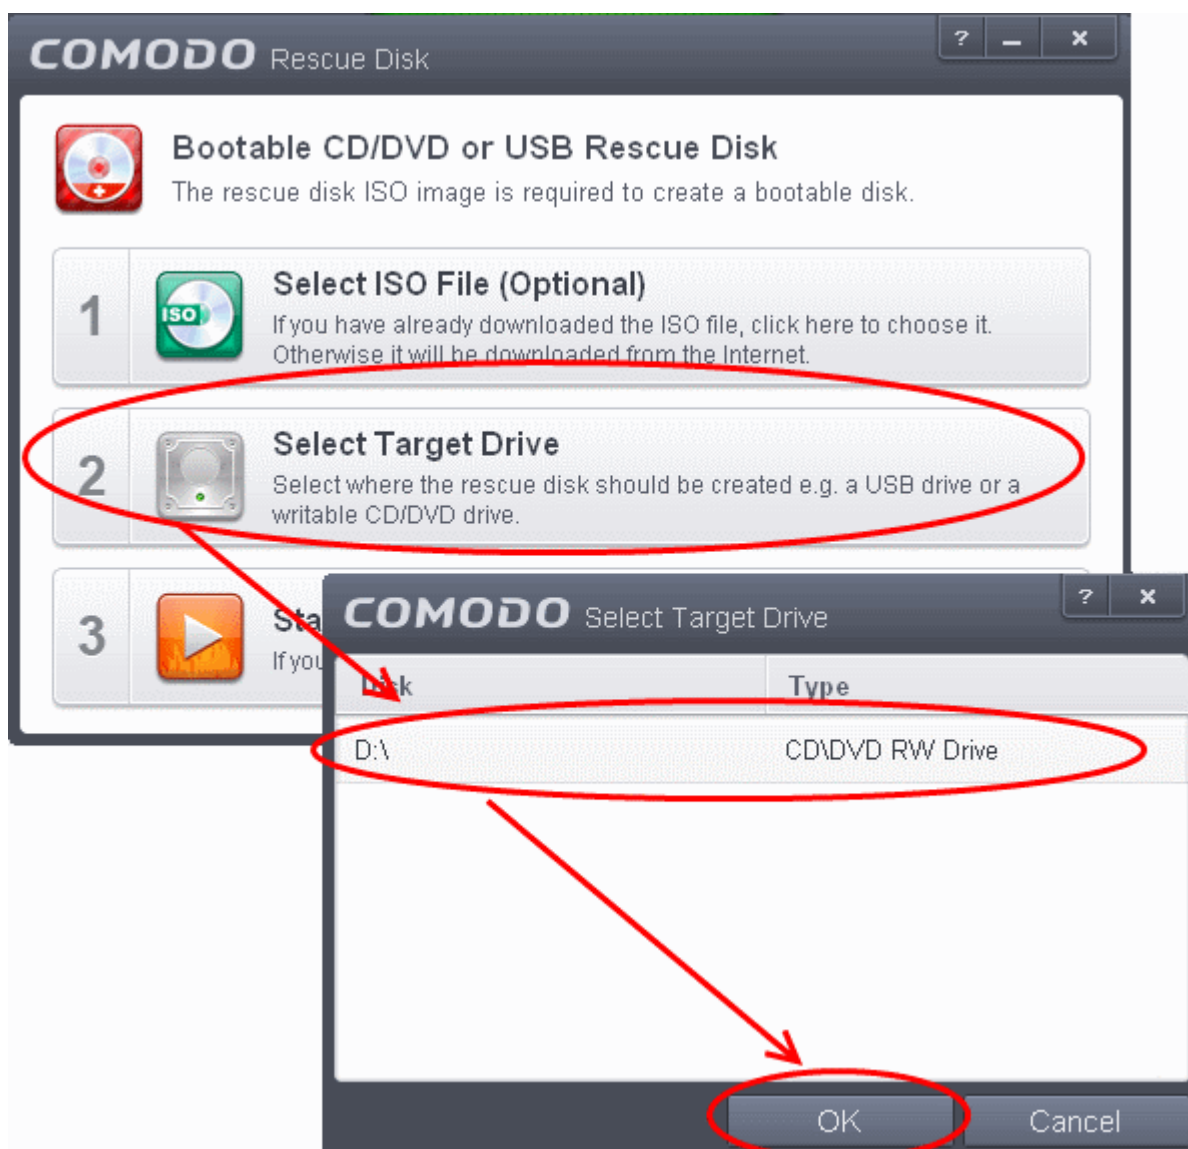 COMODO Rescue Disk
? _ x
Bootable CD/DVD or USB Rescue Disk
The rescue disk ISO image is required to create a bootable disk.
1
ISO
Select ISO File (Optional)
If you have already downloaded the ISO file, click here to choose it.
Otherwise it will be downloaded from the Internet.
2
Select Target Drive
Select where the rescue disk should be created e.g. a USB drive or a
writable CD/DVD drive.
3
Sta
If you
COMODO Select Target Drive
? x
Disk Type
D:\ CD\DVD RW Drive
OK Cancel